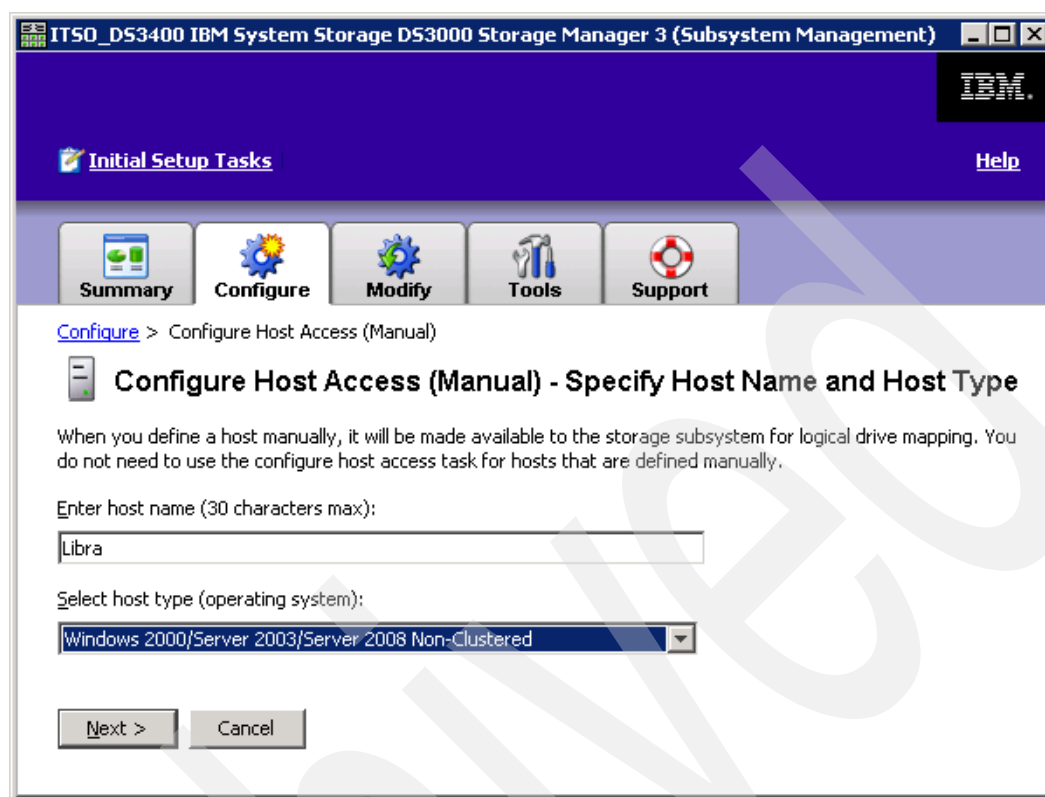 ITSO_DS3400 IBM System Storage DS3000 Storage Manager 3 (Subsystem Management)
IBM.
Initial Setup Tasks
Help
Summary
Configure
Modify
Tools
Support
Configure > Configure Host Access (Manual)
Configure Host Access (Manual) - Specify Host Name and Host Type
When you define a host manually, it will be made available to the storage subsystem for logical drive mapping. You
do not need to use the configure host access task for hosts that are defined manually.
Enter host name (30 characters max):
Libra
Select host type (operating system):
Windows 2000/Server 2003/Server 2008 Non-Clustered
Next >
Cancel